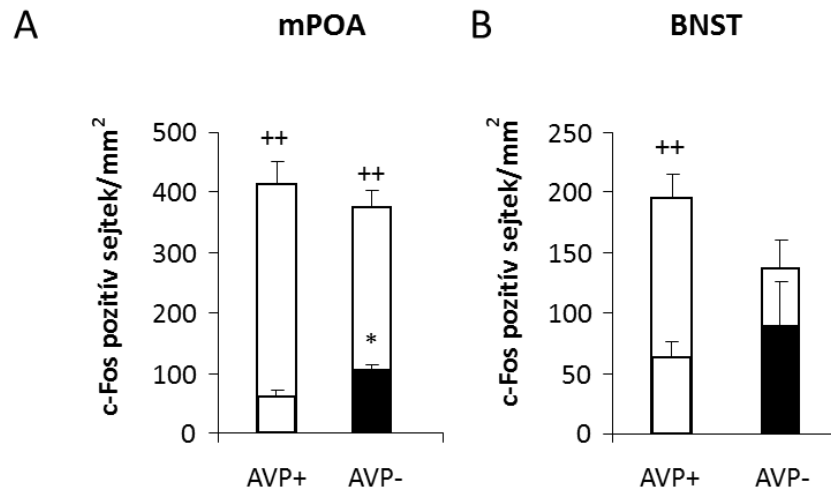 A mPOA
c-Fos pozitív sejtek/mm²
500
400
300
200
100
0
++
++
*
AVP+ AVP-
B BNST
c-Fos pozitív sejtek/mm²
250
200
150
100
50
0
++
AVP+ AVP-